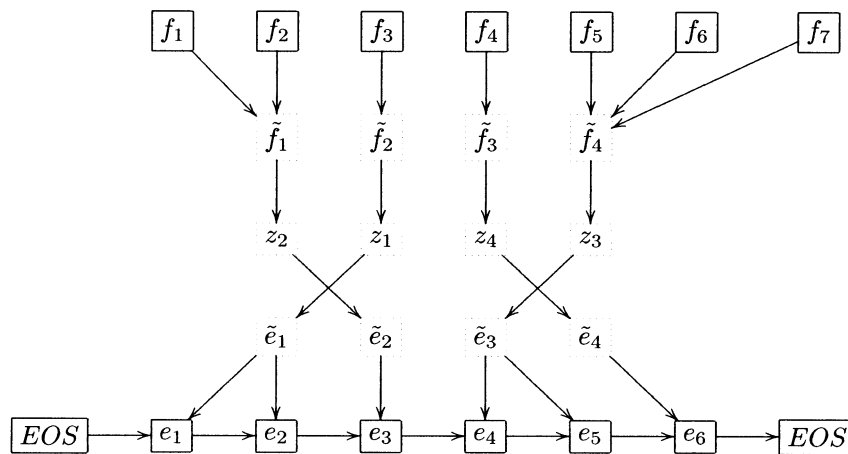 f₁ f₂ f₃ f₄ f₅ f₆ f₇
f̃₁ f̃₂ f̃₃ f̃₄
z₂ z₁ z₄ z₃
ẽ₁ ẽ₂ ẽ₃ ẽ₄
EOS e₁ e₂ e₃ e₄ e₅ e₆ EOS